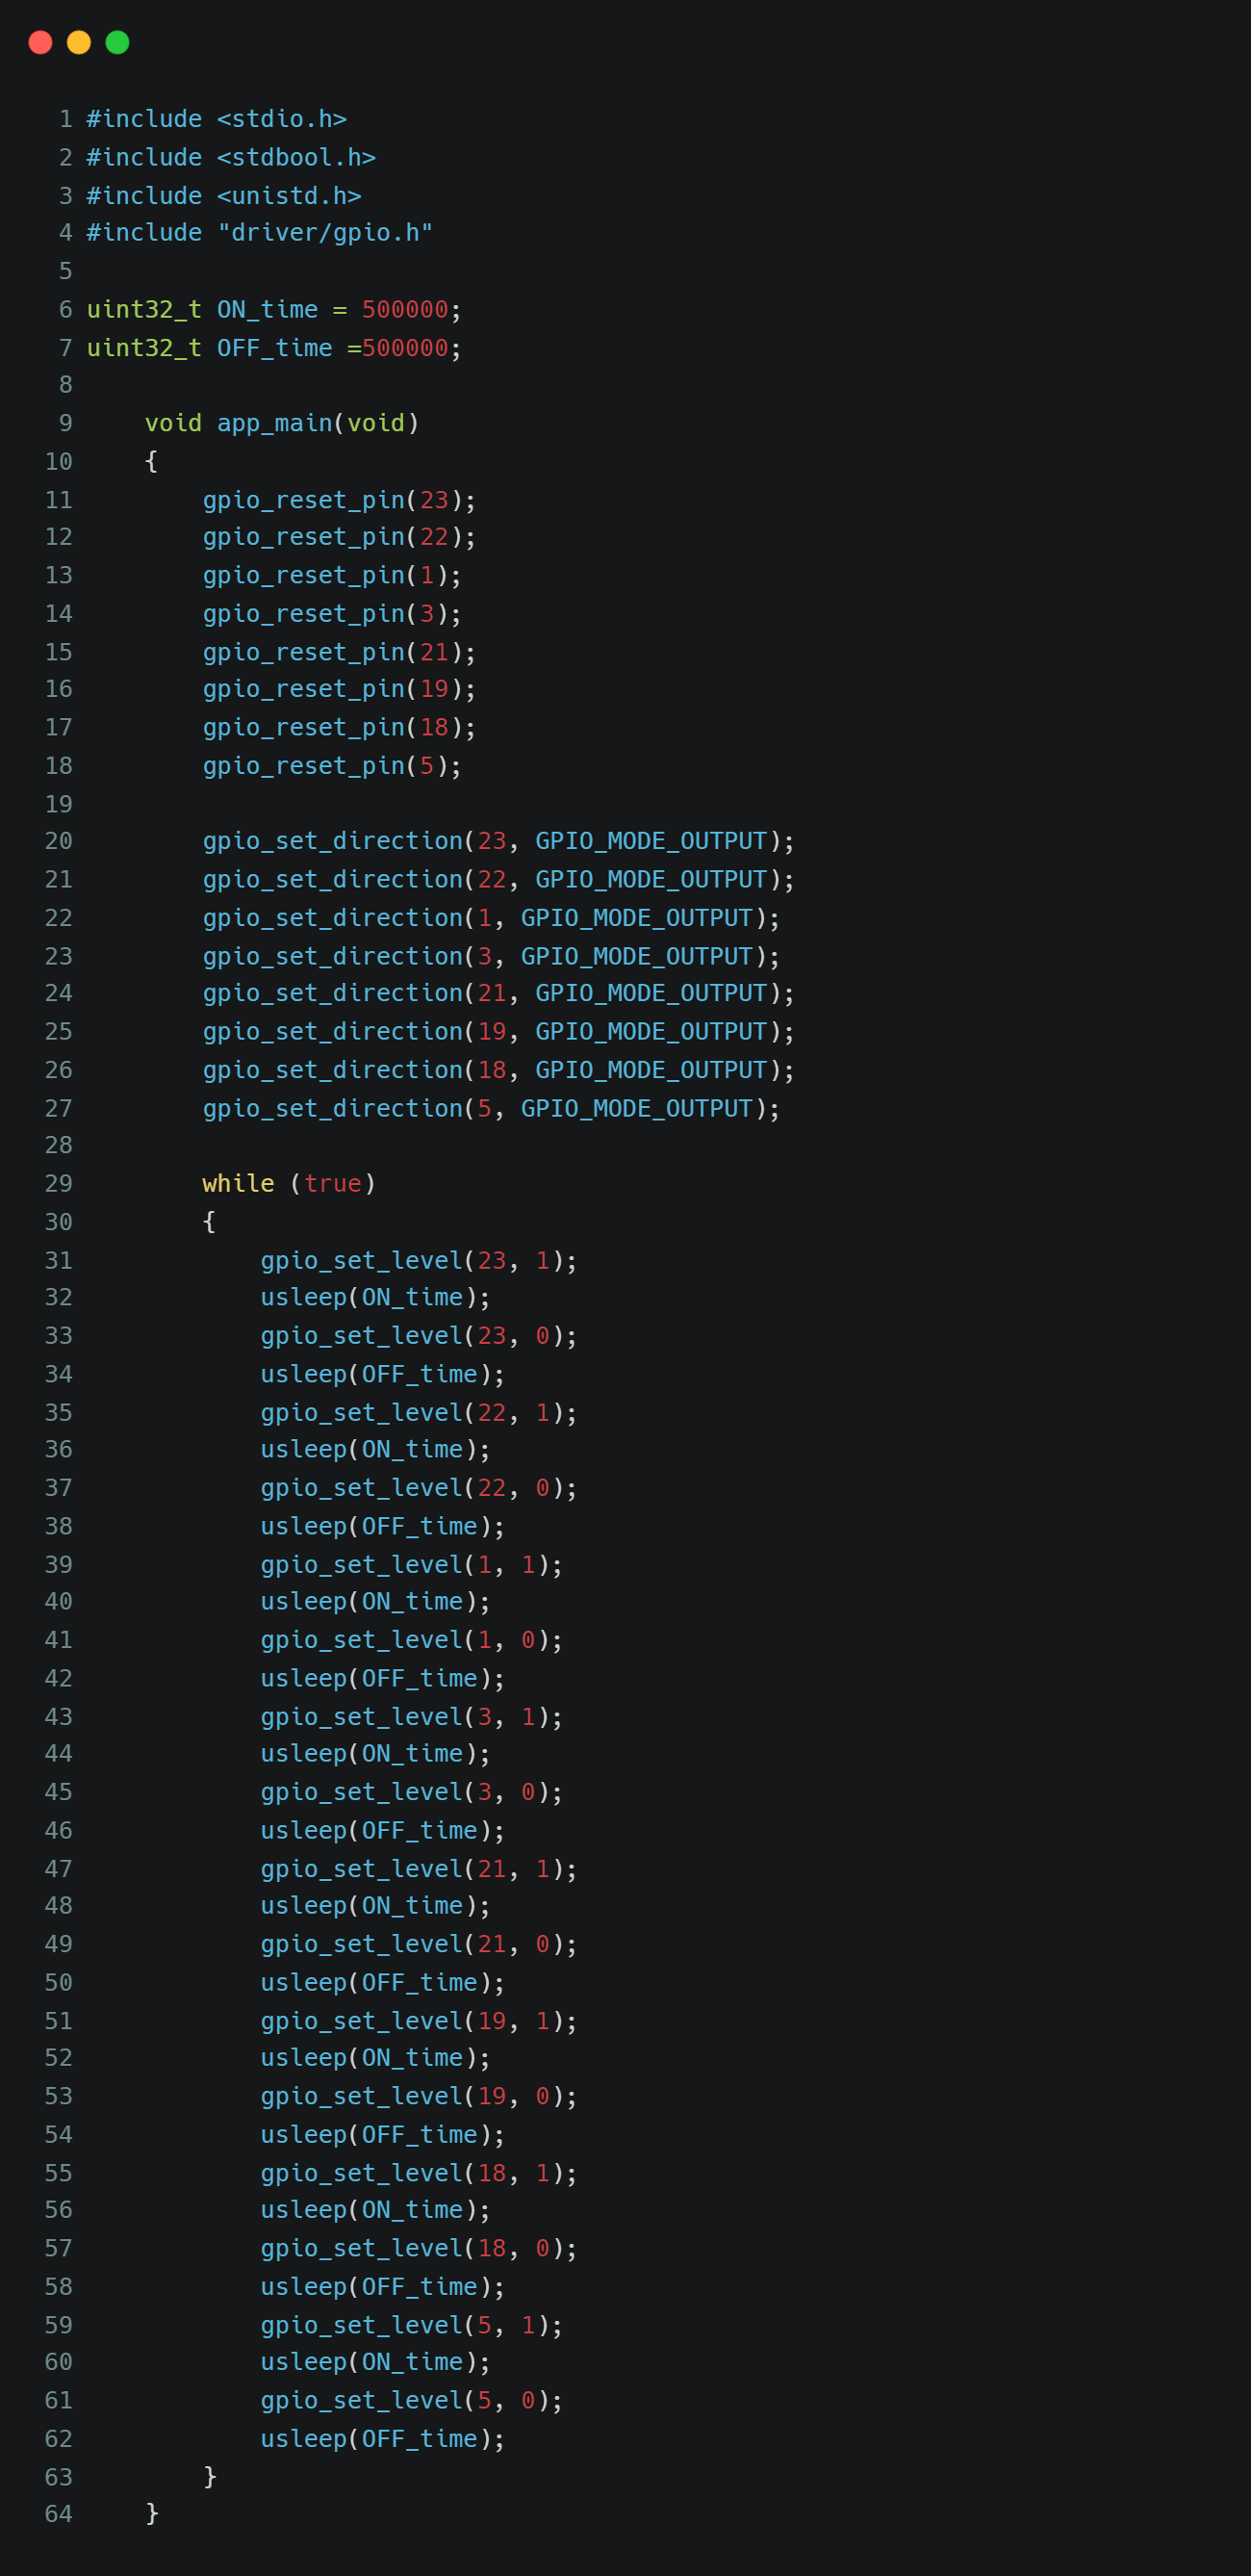 1 #include <stdio.h>
2 #include <stdbool.h>
3 #include <unistd.h>
4 #include "driver/gpio.h"
5
6 uint32_t ON_time = 500000;
7 uint32_t OFF_time =500000;
8
9     void app_main(void)
10     {
11         gpio_reset_pin(23);
12         gpio_reset_pin(22);
13         gpio_reset_pin(1);
14         gpio_reset_pin(3);
15         gpio_reset_pin(21);
16         gpio_reset_pin(19);
17         gpio_reset_pin(18);
18         gpio_reset_pin(5);
19
20         gpio_set_direction(23, GPIO_MODE_OUTPUT);
21         gpio_set_direction(22, GPIO_MODE_OUTPUT);
22         gpio_set_direction(1, GPIO_MODE_OUTPUT);
23         gpio_set_direction(3, GPIO_MODE_OUTPUT);
24         gpio_set_direction(21, GPIO_MODE_OUTPUT);
25         gpio_set_direction(19, GPIO_MODE_OUTPUT);
26         gpio_set_direction(18, GPIO_MODE_OUTPUT);
27         gpio_set_direction(5, GPIO_MODE_OUTPUT);
28
29         while (true)
30         {
31             gpio_set_level(23, 1);
32             usleep(ON_time);
33             gpio_set_level(23, 0);
34             usleep(OFF_time);
35             gpio_set_level(22, 1);
36             usleep(ON_time);
37             gpio_set_level(22, 0);
38             usleep(OFF_time);
39             gpio_set_level(1, 1);
40             usleep(ON_time);
41             gpio_set_level(1, 0);
42             usleep(OFF_time);
43             gpio_set_level(3, 1);
44             usleep(ON_time);
45             gpio_set_level(3, 0);
46             usleep(OFF_time);
47             gpio_set_level(21, 1);
48             usleep(ON_time);
49             gpio_set_level(21, 0);
50             usleep(OFF_time);
51             gpio_set_level(19, 1);
52             usleep(ON_time);
53             gpio_set_level(19, 0);
54             usleep(OFF_time);
55             gpio_set_level(18, 1);
56             usleep(ON_time);
57             gpio_set_level(18, 0);
58             usleep(OFF_time);
59             gpio_set_level(5, 1);
60             usleep(ON_time);
61             gpio_set_level(5, 0);
62             usleep(OFF_time);
63         }
64     }